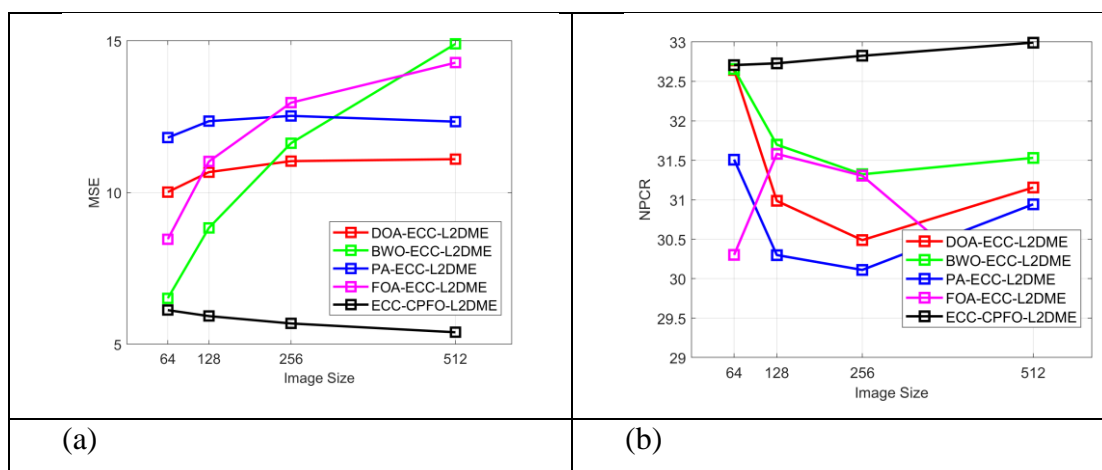 15
10
5
MSE
DOA-ECC-L2DME
BWO-ECC-L2DME
PA-ECC-L2DME
FOA-ECC-L2DME
ECC-CPFO-L2DME
64 128 256 512
Image Size
33
32.5
32
31.5
31
30.5
30
29.5
29
NPCR
DOA-ECC-L2DME
BWO-ECC-L2DME
PA-ECC-L2DME
FOA-ECC-L2DME
ECC-CPFO-L2DME
64 128 256 512
Image Size
(a)
(b)